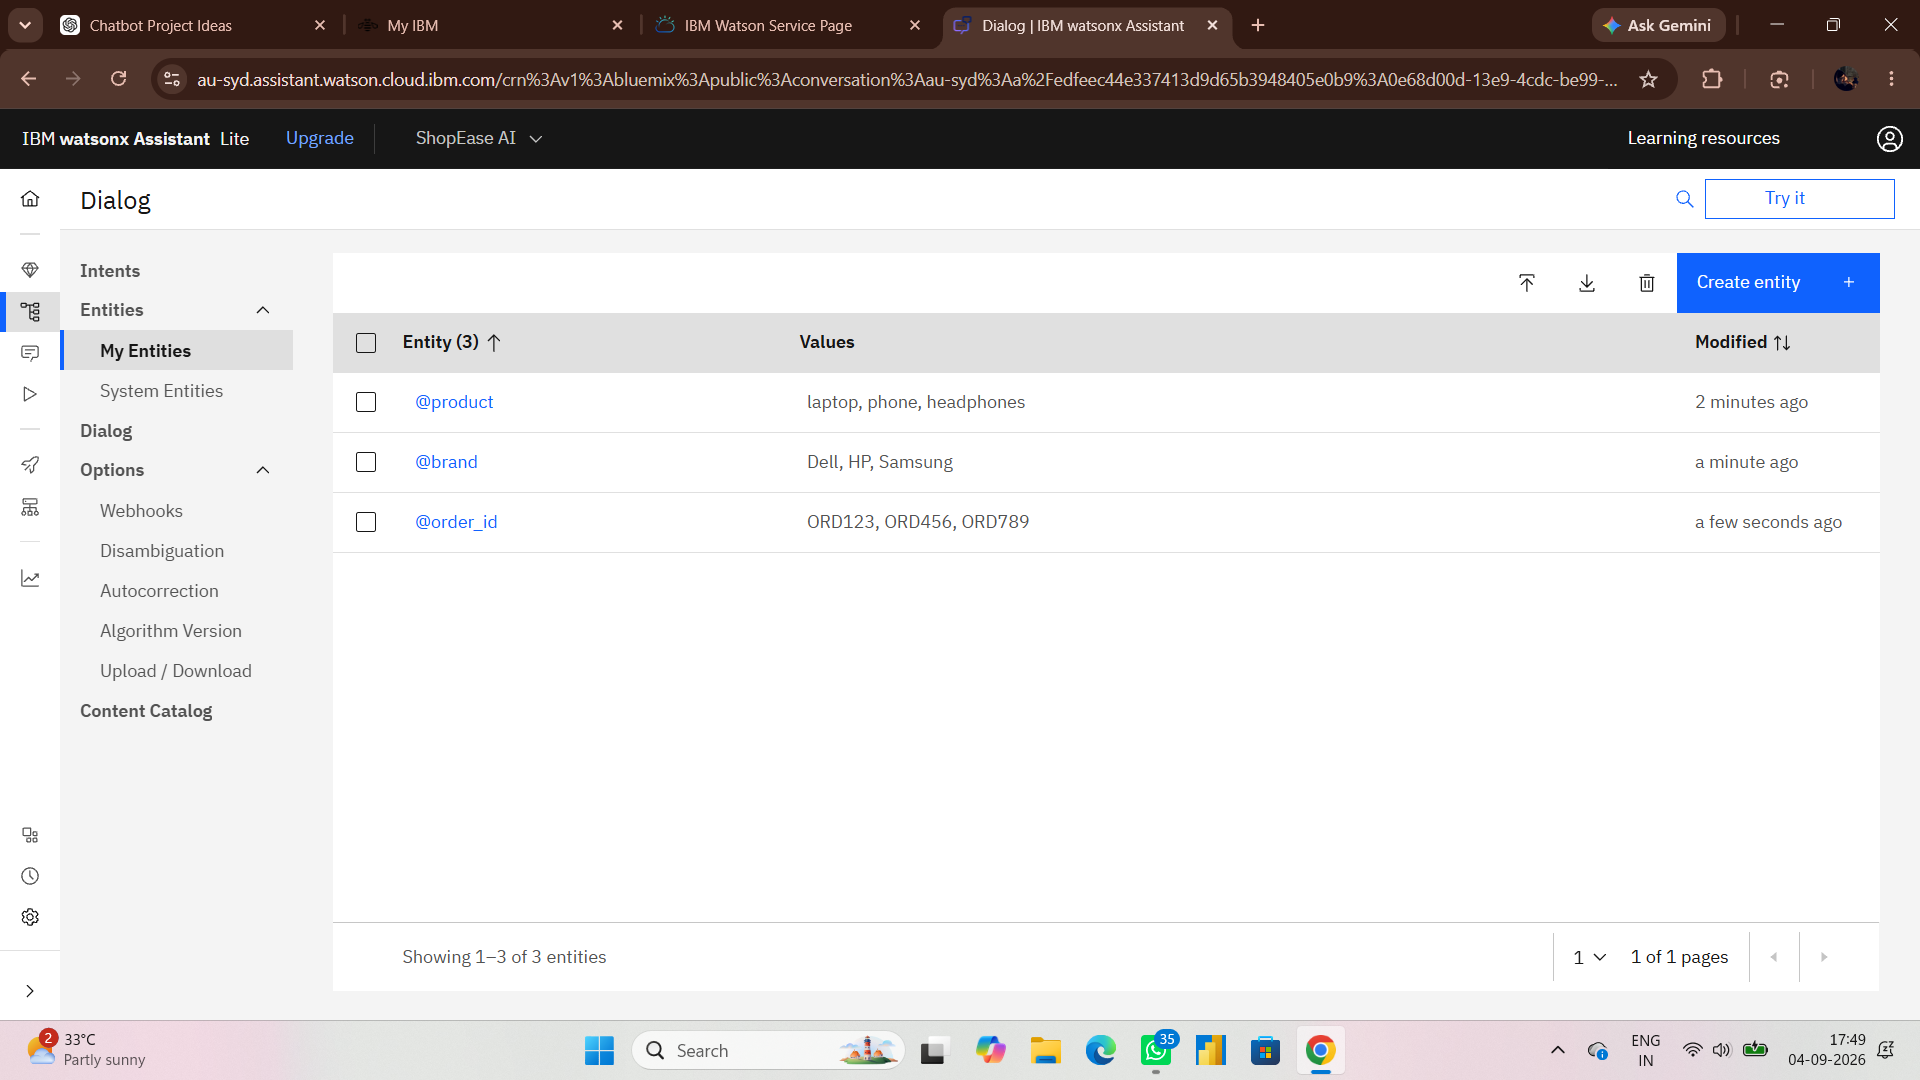 Chatbot Project Ideas
My IBM
IBM Watson Service Page
Dialog | IBM watsonx Assistant
Ask Gemini
au-syd.assistant.watson.cloud.ibm.com/crn%3Av1%3Abluemix%3Apublic%3Aconversation%3Aau-syd%3Aa%2Fedfeec44e337413d9d65b3948405e0b9%3A0e68d00d-13e9-4cdc-be99-...
IBM watsonx Assistant Lite
Upgrade
ShopEase AI
Learning resources
Dialog
Try it
Intents
Entities
My Entities
System Entities
Dialog
Options
Webhooks
Disambiguation
Autocorrection
Algorithm Version
Upload / Download
Content Catalog
Create entity +
Entity (3) ↑ Values Modified ↑↓
@product laptop, phone, headphones 2 minutes ago
@brand Dell, HP, Samsung a minute ago
@order_id ORD123, ORD456, ORD789 a few seconds ago
Showing 1–3 of 3 entities
1
1 of 1 pages
2
33°C
Partly sunny
Search
35
ENG
IN
17:49
04-09-2026